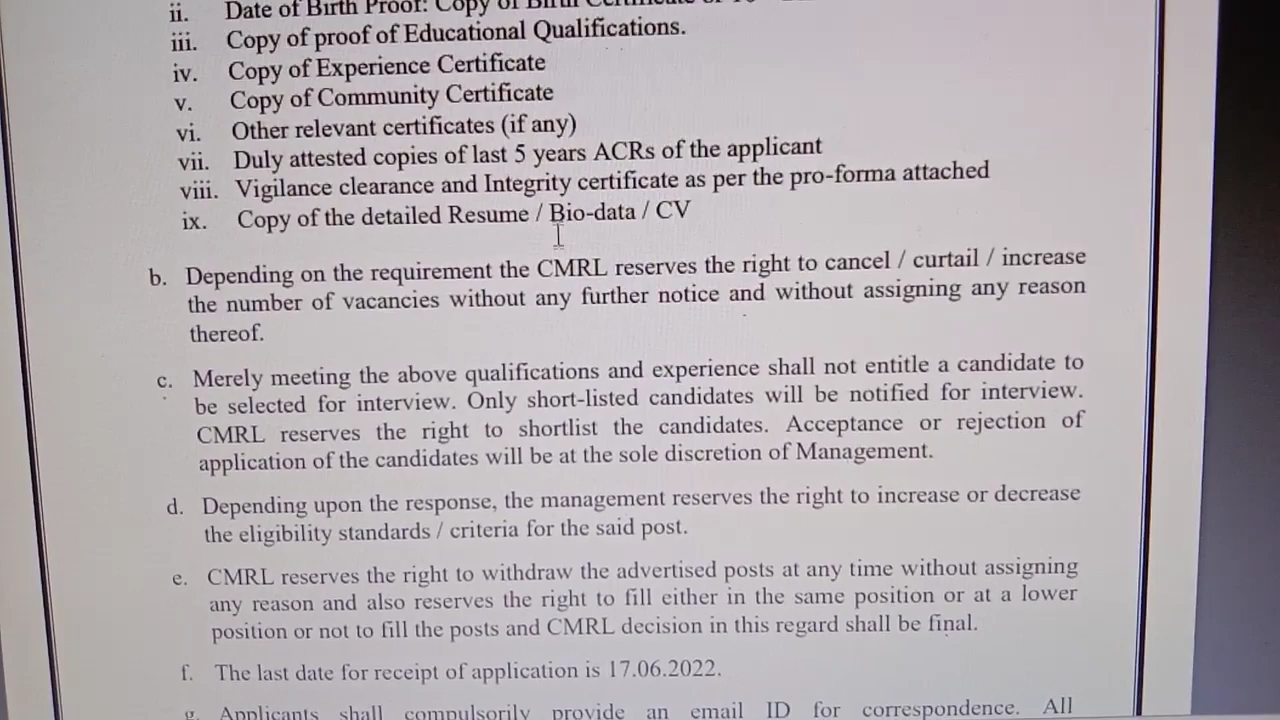 ii. Date of Birth Proof: Copy of Birth Certificate or
iii. Copy of proof of Educational Qualifications.
iv. Copy of Experience Certificate
v. Copy of Community Certificate
vi. Other relevant certificates (if any)
vii. Duly attested copies of last 5 years ACRs of the applicant
viii. Vigilance clearance and Integrity certificate as per the pro-forma attached
ix. Copy of the detailed Resume / Bio-data / CV
b. Depending on the requirement the CMRL reserves the right to cancel / curtail / increase
the number of vacancies without any further notice and without assigning any reason
thereof.
c. Merely meeting the above qualifications and experience shall not entitle a candidate to
be selected for interview. Only short-listed candidates will be notified for interview.
CMRL reserves the right to shortlist the candidates. Acceptance or rejection of
application of the candidates will be at the sole discretion of Management.
d. Depending upon the response, the management reserves the right to increase or decrease
the eligibility standards / criteria for the said post.
e. CMRL reserves the right to withdraw the advertised posts at any time without assigning
any reason and also reserves the right to fill either in the same position or at a lower
position or not to fill the posts and CMRL decision in this regard shall be final.
f. The last date for receipt of application is 17.06.2022.
g. Applicants shall compulsorily provide an email ID for correspondence. All